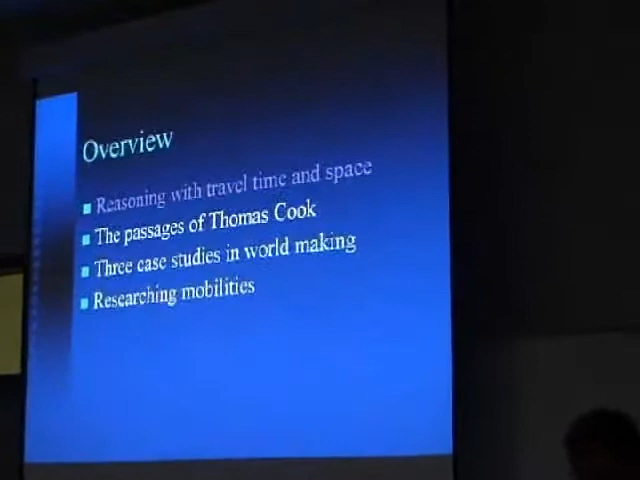 Overview
Reasoning with travel time and space
The passages of Thomas Cook
Three case studies in world making
Researching mobilities